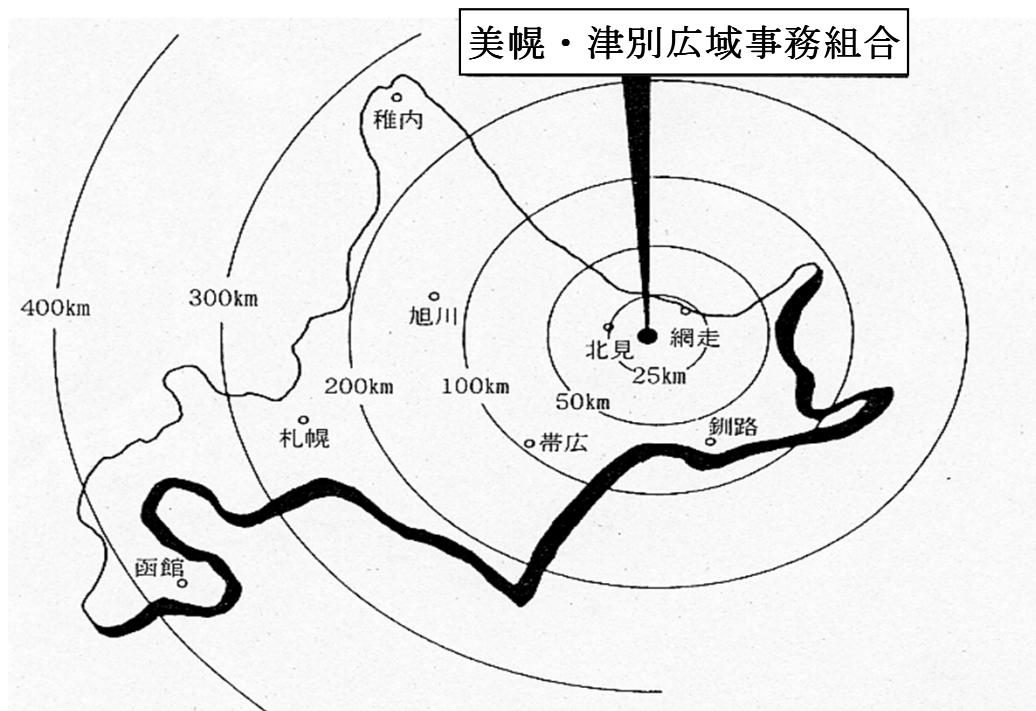 美幌・津別広域事務組合
稚内
400km
300km
旭川
北見
網走
25km
200km
100km
50km
札幌
帯広
釧路
函館